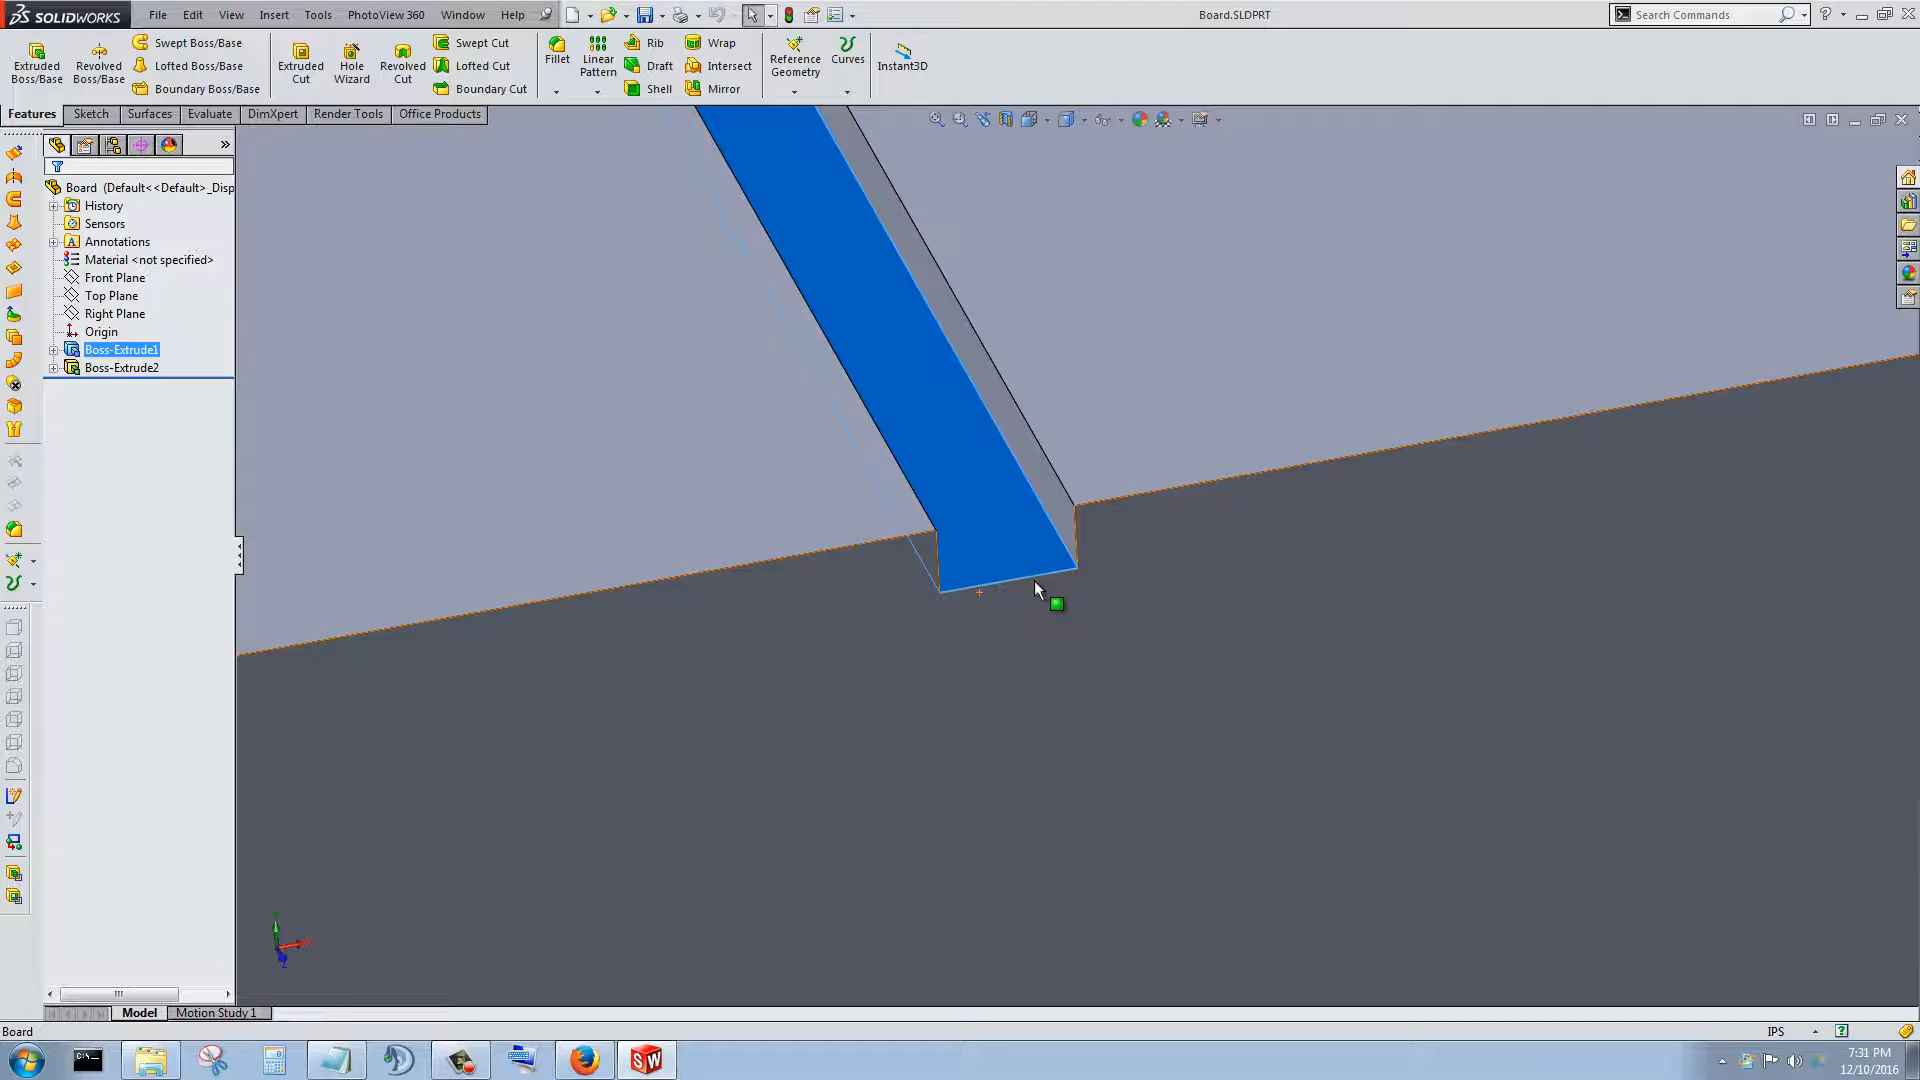 SOLIDWORKS File Edit View Insert Tools PhotoView 360 Window Help Board.SLDPRT Search Commands
Extruded Boss/Base
Revolved Boss/Base
Swept Boss/Base
Lofted Boss/Base
Boundary Boss/Base
Extruded Cut
Hole Wizard
Revolved Cut
Swept Cut
Lofted Cut
Boundary Cut
Fillet
Linear Pattern
Rib
Draft
Shell
Wrap
Intersect
Mirror
Reference Geometry
Curves
Instant3D
Features Sketch Surfaces Evaluate DimXpert Render Tools Office Products
Board (Default<<Default>_Disp
History
Sensors
A Annotations
Material <not specified>
Front Plane
Top Plane
Right Plane
Origin
Boss-Extrude1
Boss-Extrude2
Model Motion Study 1
Board IPS
C:\
SW
7:31 PM
12/10/2016